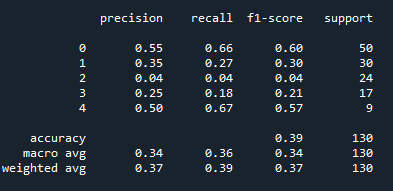 precision recall f1-score support
0 0.55 0.66 0.60 50
1 0.35 0.27 0.30 30
2 0.04 0.04 0.04 24
3 0.25 0.18 0.21 17
4 0.50 0.67 0.57 9
accuracy 0.39 130
macro avg 0.34 0.36 0.34 130
weighted avg 0.37 0.39 0.37 130